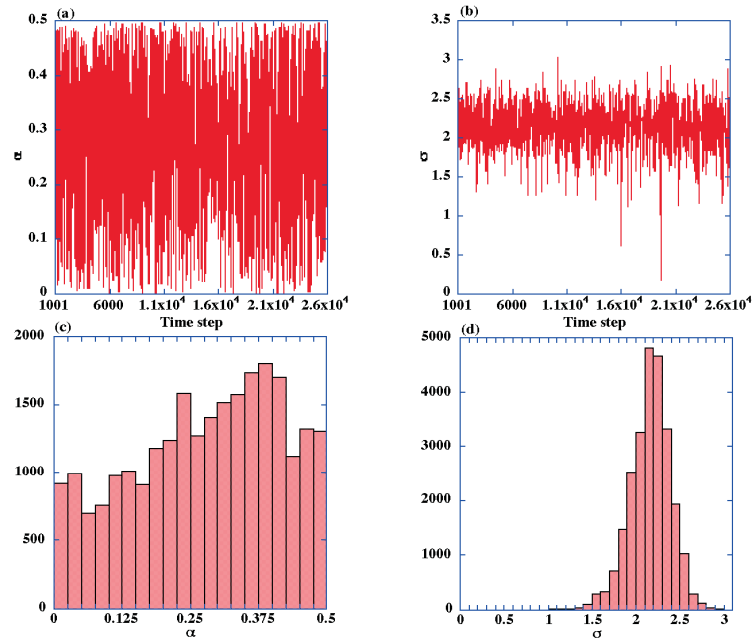 (a)
0.5
0.4
0.3
0.2
0.1
0
α
1001 6000 1.1x10^4 1.6x10^4 2.1x10^4 2.6x10^4
Time step
(b)
3.5
3
2.5
2
1.5
1
0.5
0
σ
1001 6000 1.1x10^4 1.6x10^4 2.1x10^4 2.6x10^4
Time step
(c)
2000
1500
1000
500
0
0 0.125 0.25 0.375 0.5
α
(d)
5000
4000
3000
2000
1000
0
0 0.5 1 1.5 2 2.5 3
σ